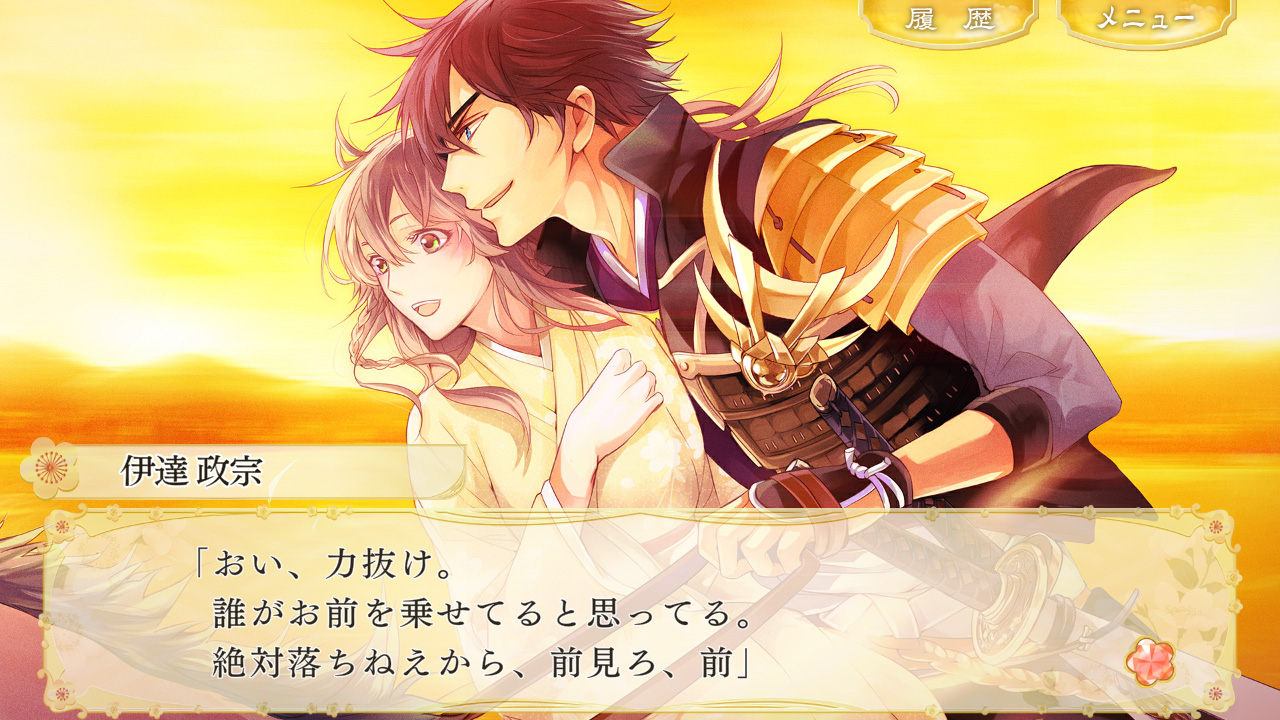 履 歴
メニュー
伊達 政宗
「おい、力抜け。
誰がお前を乗せてると思ってる。
絶対落ちねえから、前見ろ、前」